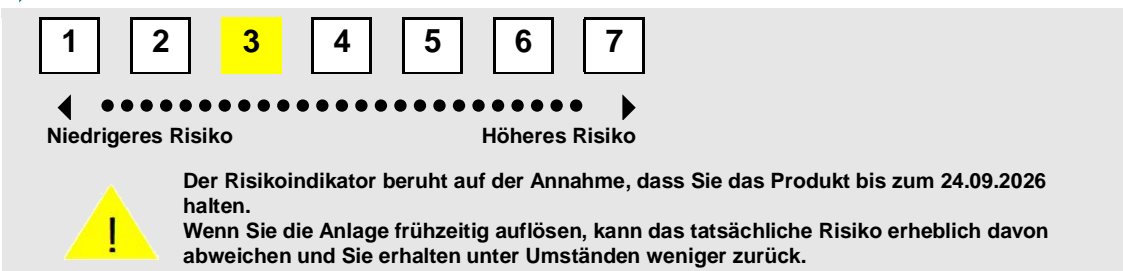 1 2 3 4 5 6 7
Niedrigeres Risiko Höheres Risiko
Der Risikoindikator beruht auf der Annahme, dass Sie das Produkt bis zum 24.09.2026
halten.
! Wenn Sie die Anlage frühzeitig auflösen, kann das tatsächliche Risiko erheblich davon
abweichen und Sie erhalten unter Umständen weniger zurück.